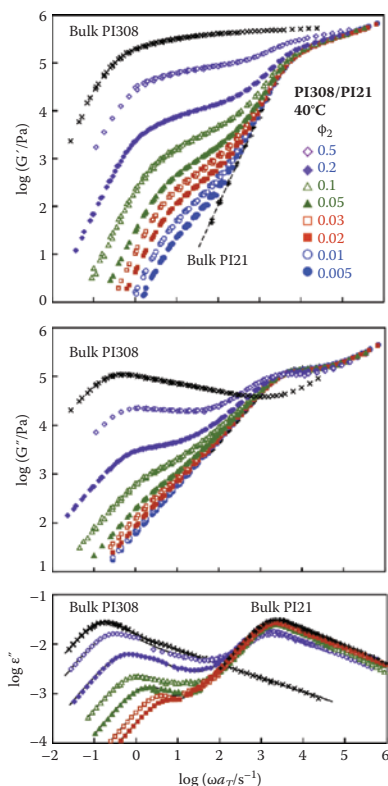 6
Bulk PI308
5
4
3
2
1
0
log (G′/Pa)
PI308/PI21
40°C
ϕ2
0.5
0.2
0.1
0.05
0.03
0.02
0.01
0.005
Bulk PI21
6
Bulk PI308
5
4
3
2
1
log (G″/Pa)
−1
Bulk PI308
Bulk PI21
−2
−3
−4
log ε″
−2 −1 0 1 2 3 4 5 6
log (ωaT/s−1)